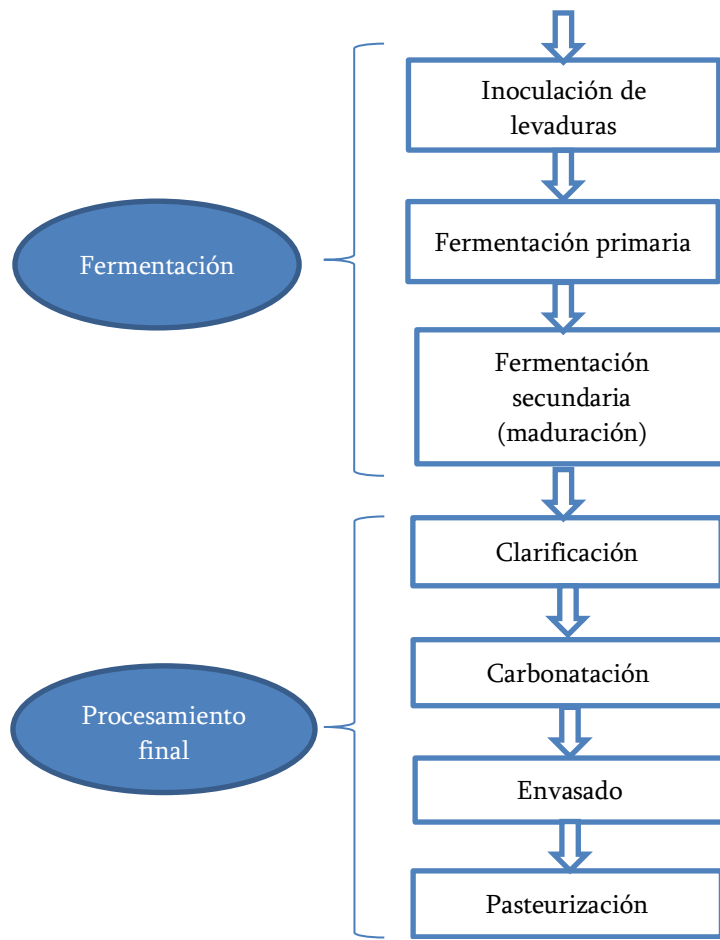 Inoculación de
levaduras
Fermentación primaria
Fermentación
Fermentación
secundaria
(maduración)
Clarificación
Carbonatación
Procesamiento
final
Envasado
Pasteurización